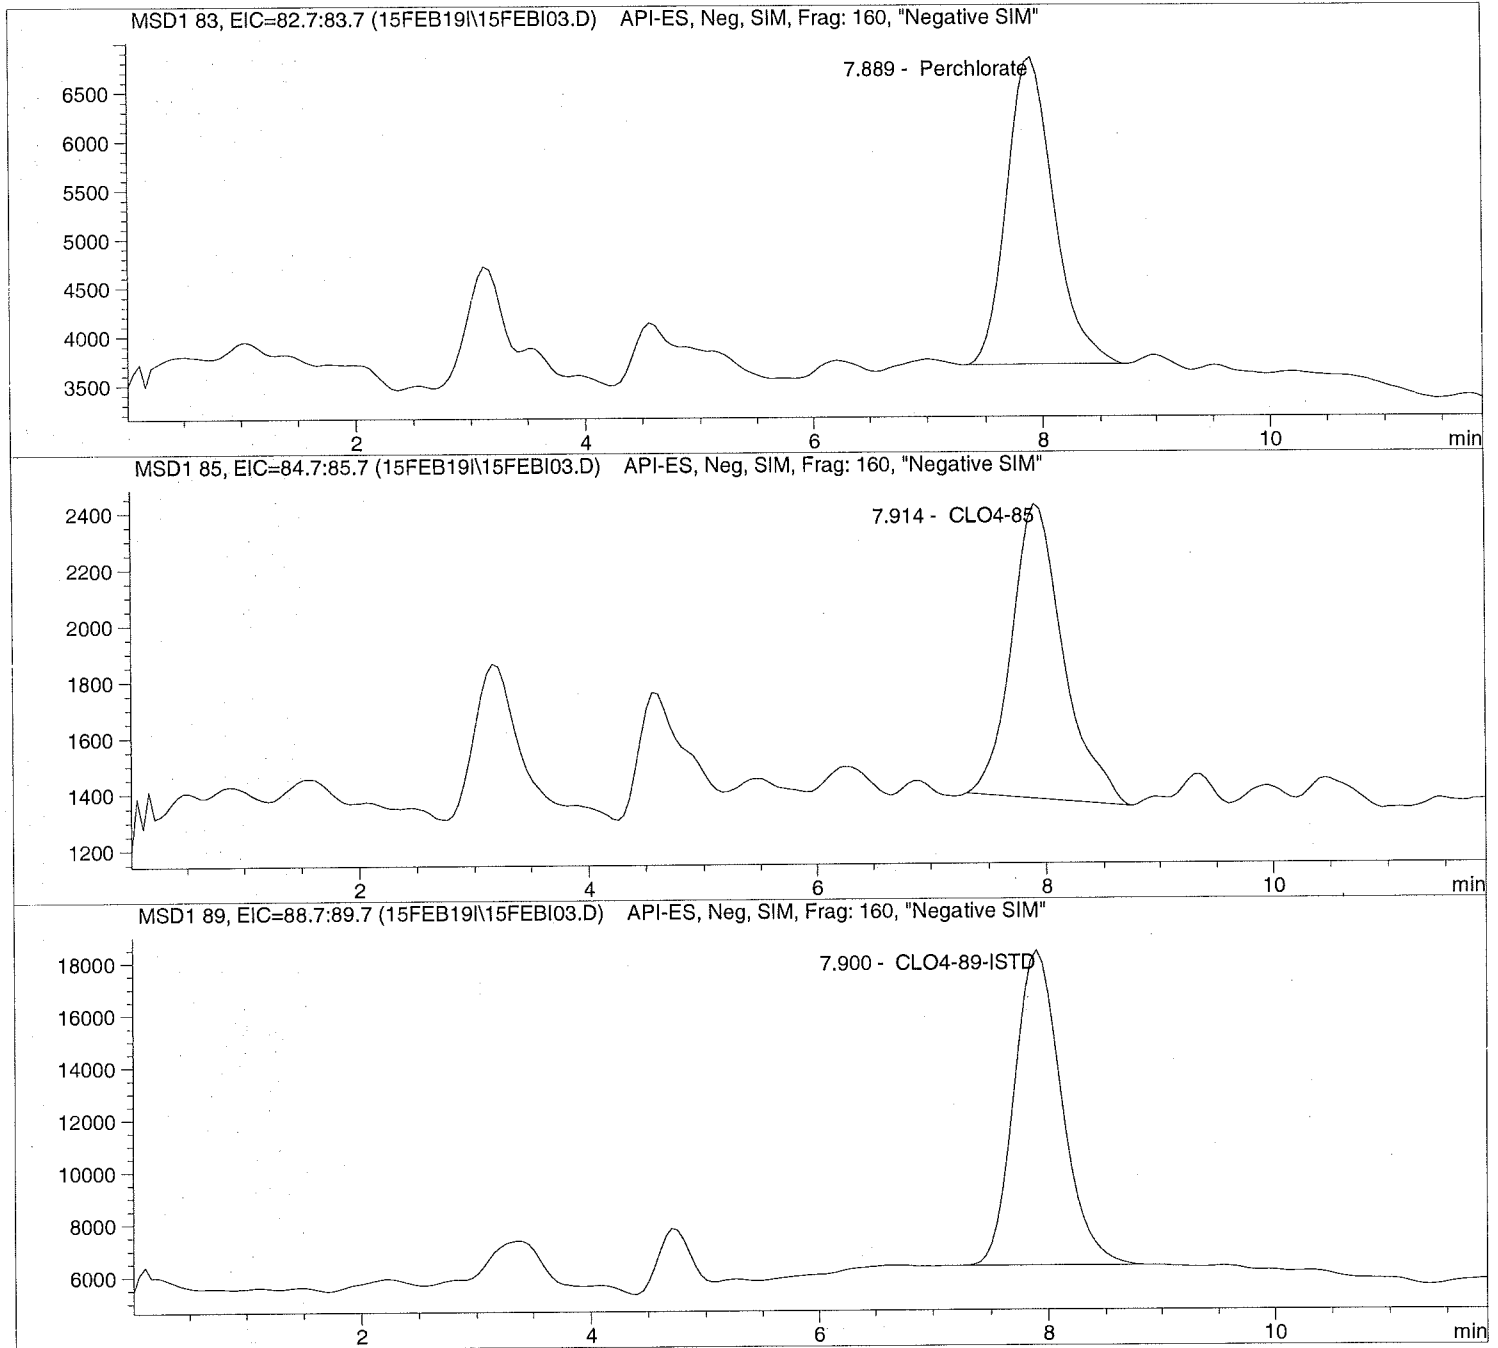 MSD1 83, EIC=82.7:83.7 (15FEB19I\15FEBI03.D) API-ES, Neg, SIM, Frag: 160, "Negative SIM"
7.889 - Perchlorate
6500
6000
5500
5000
4500
4000
3500
2 4 6 8 10 min
MSD1 85, EIC=84.7:85.7 (15FEB19I\15FEBI03.D) API-ES, Neg, SIM, Frag: 160, "Negative SIM"
7.914 - CLO4-85
2400
2200
2000
1800
1600
1400
1200
2 4 6 8 10 min
MSD1 89, EIC=88.7:89.7 (15FEB19I\15FEBI03.D) API-ES, Neg, SIM, Frag: 160, "Negative SIM"
7.900 - CLO4-89-ISTD
18000
16000
14000
12000
10000
8000
6000
2 4 6 8 10 min